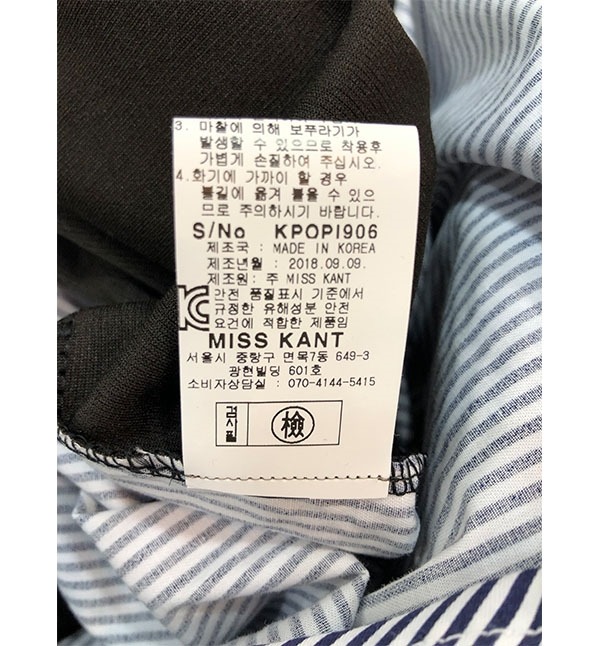 3. 마찰에 의해 보푸라기가
발생할 수 있으므로 착용후
가볍게 손질하여 주십시오.
4.화기에 가까이 할 경우
불길에 옮겨 붙을 수 있으
므로 주의하시기 바랍니다.
S/No KPOPI906
제조국 : MADE IN KOREA
제조년월 : 2018.09.09.
제조원: 주 MISS KANT
안전 품질표시 기준에서
규정한 유해성분 안전
요건에 적합한 제품임
MISS KANT
서울시 중랑구 면목7동 649-3
광현빌딩 601호
소비자상담실 : 070-4144-5415
검사필 檢